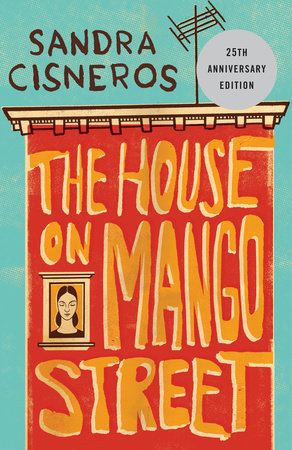 SANDRA
CISNEROS
25TH
ANNIVERSARY
EDITION
THE HOUSE
ON MANGO
STREET